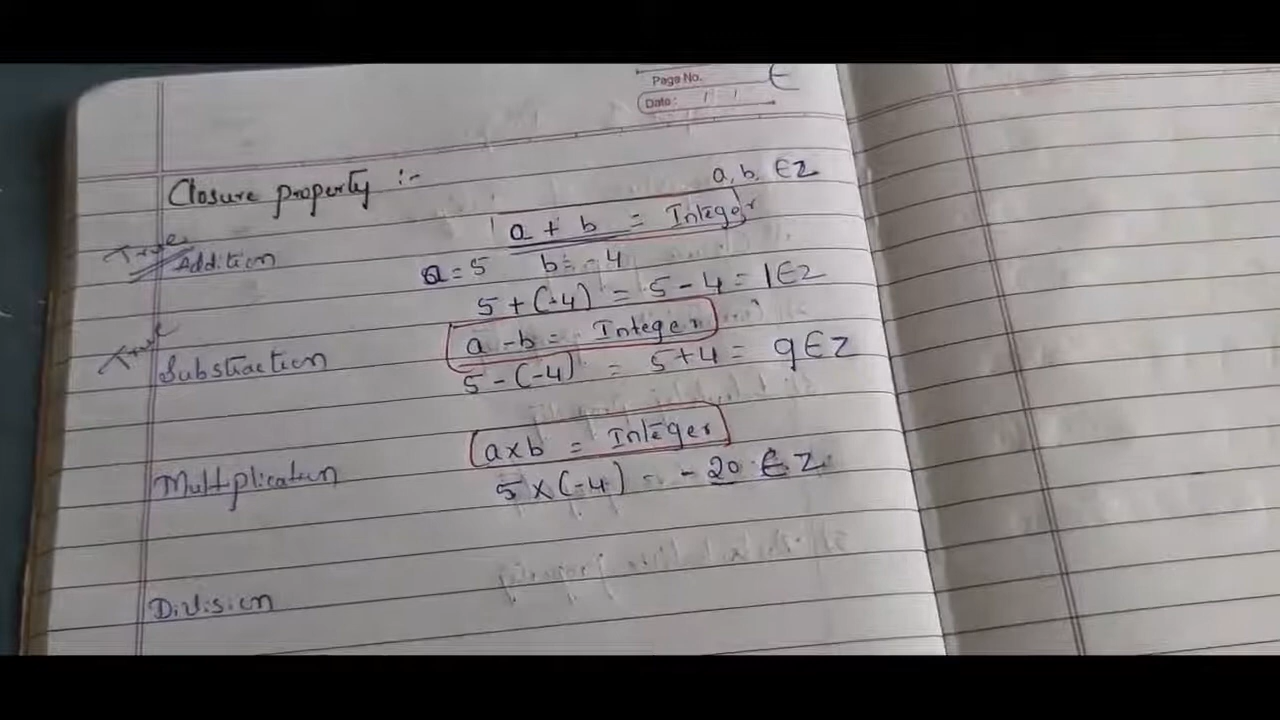 Page No.
Date: / /
E
Closure property :-
a, b, ∈ Z
True
Addition
a + b = Integer
a = 5 b = -4
5 + (-4) = 5 - 4 = 1 ∈ Z
True
Substraction
a - b = Integer
5 - (-4) = 5 + 4 = 9 ∈ Z
Multiplication
a x b = Integer
5 x (-4) = -20 ∈ Z
Division